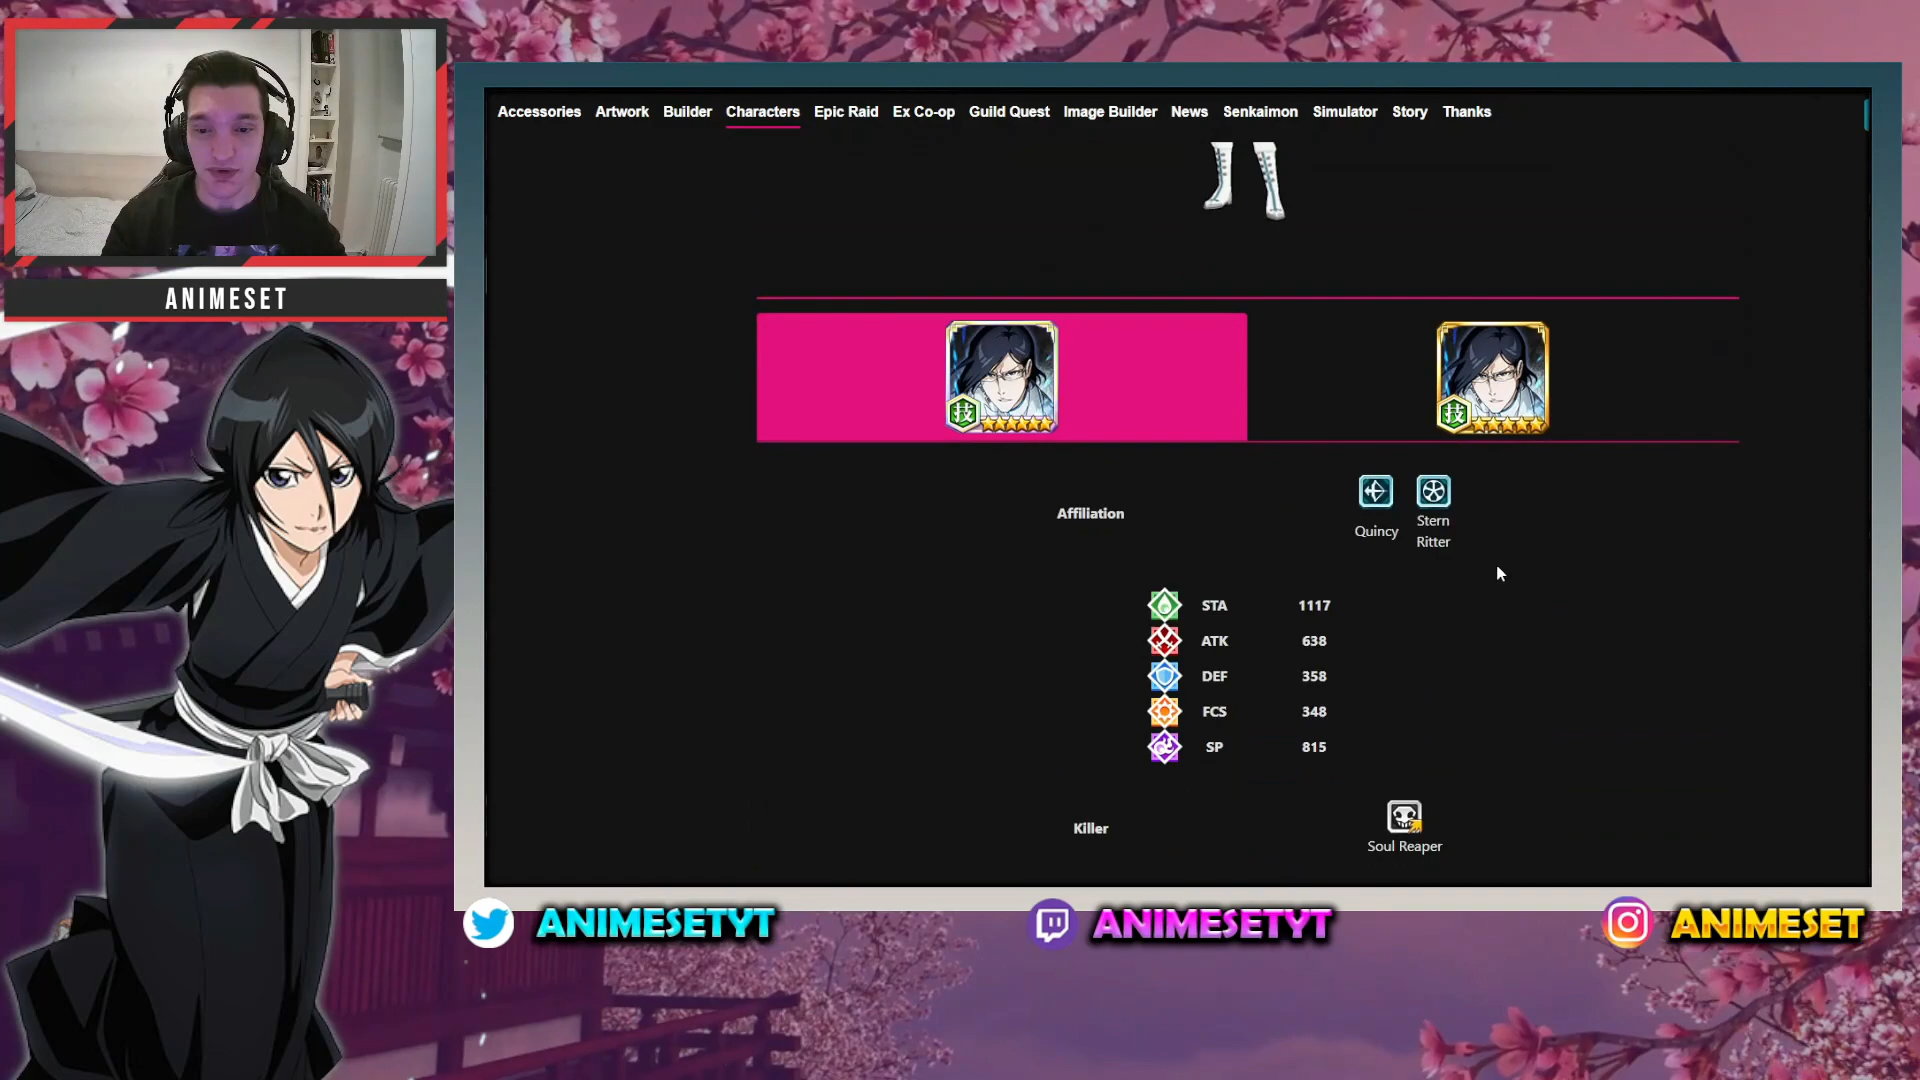 Accessories Artwork Builder Characters Epic Raid Ex Co-op Guild Quest Image Builder News Senkaimon Simulator Story Thanks
ANIMESET
技
技
Affiliation
Quincy
Stern
Ritter
STA 1117
ATK 638
DEF 358
FCS 348
SP 815
Killer
Soul Reaper
ANIMESETYT
ANIMESETYT
ANIMESET